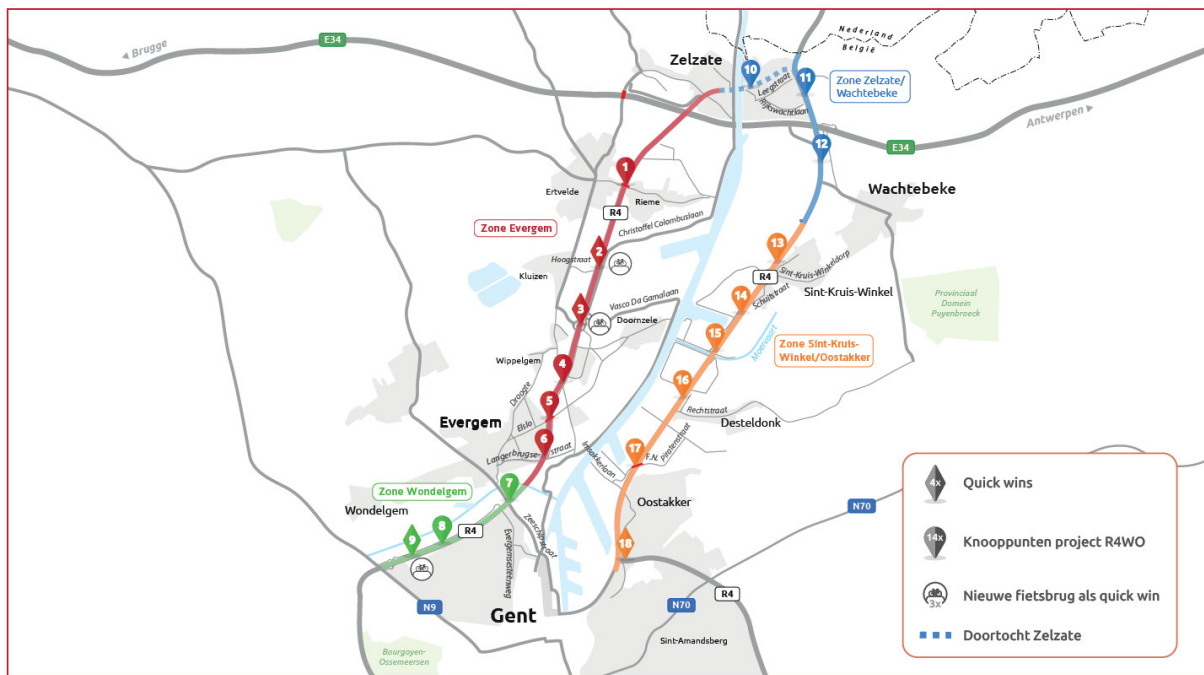 Nederland
België
E34
Brugge
Zelzate
10
Leegstraat
Rijkswachtlaan
11
Zone Zelzate/
Wachtebeke
Antwerpen
E34
12
Wachtebeke
1
Ertvelde
Rieme
R4
Zone Evergem
Christoffel Colombuslaan
2
Hoogstraat
Kluizen
13
R4
Sint-Kruis-Winkeldorp
Sint-Kruis-Winkel
Provinciaal
Domein
Puyenbroeck
14
Schuitstraat
3
Vasco Da Gamalaan
Doornzele
15
Moervaart
Zone Sint-Kruis-
Winkel/Oostakker
Wippelgem
4
16
Droogte
Rechtstraat
Desteldonk
5
Evergem
Elslo
6
Langerbrugse-
straat
Imsakkerlaan
17
F.N.
Piratenstraat
7
Zone Wondelgem
Wondelgem
Oostakker
8
9
R4
Zeeschipstraat
Evergemsesteenweg
18
N70
N9
Gent
N70
R4
Sint-Amandsberg
Bourgoyen-
Ossemeersen
4x
Quick wins
14x
Knooppunten project R4WO
3x
Nieuwe fietsbrug als quick win
Doortocht Zelzate